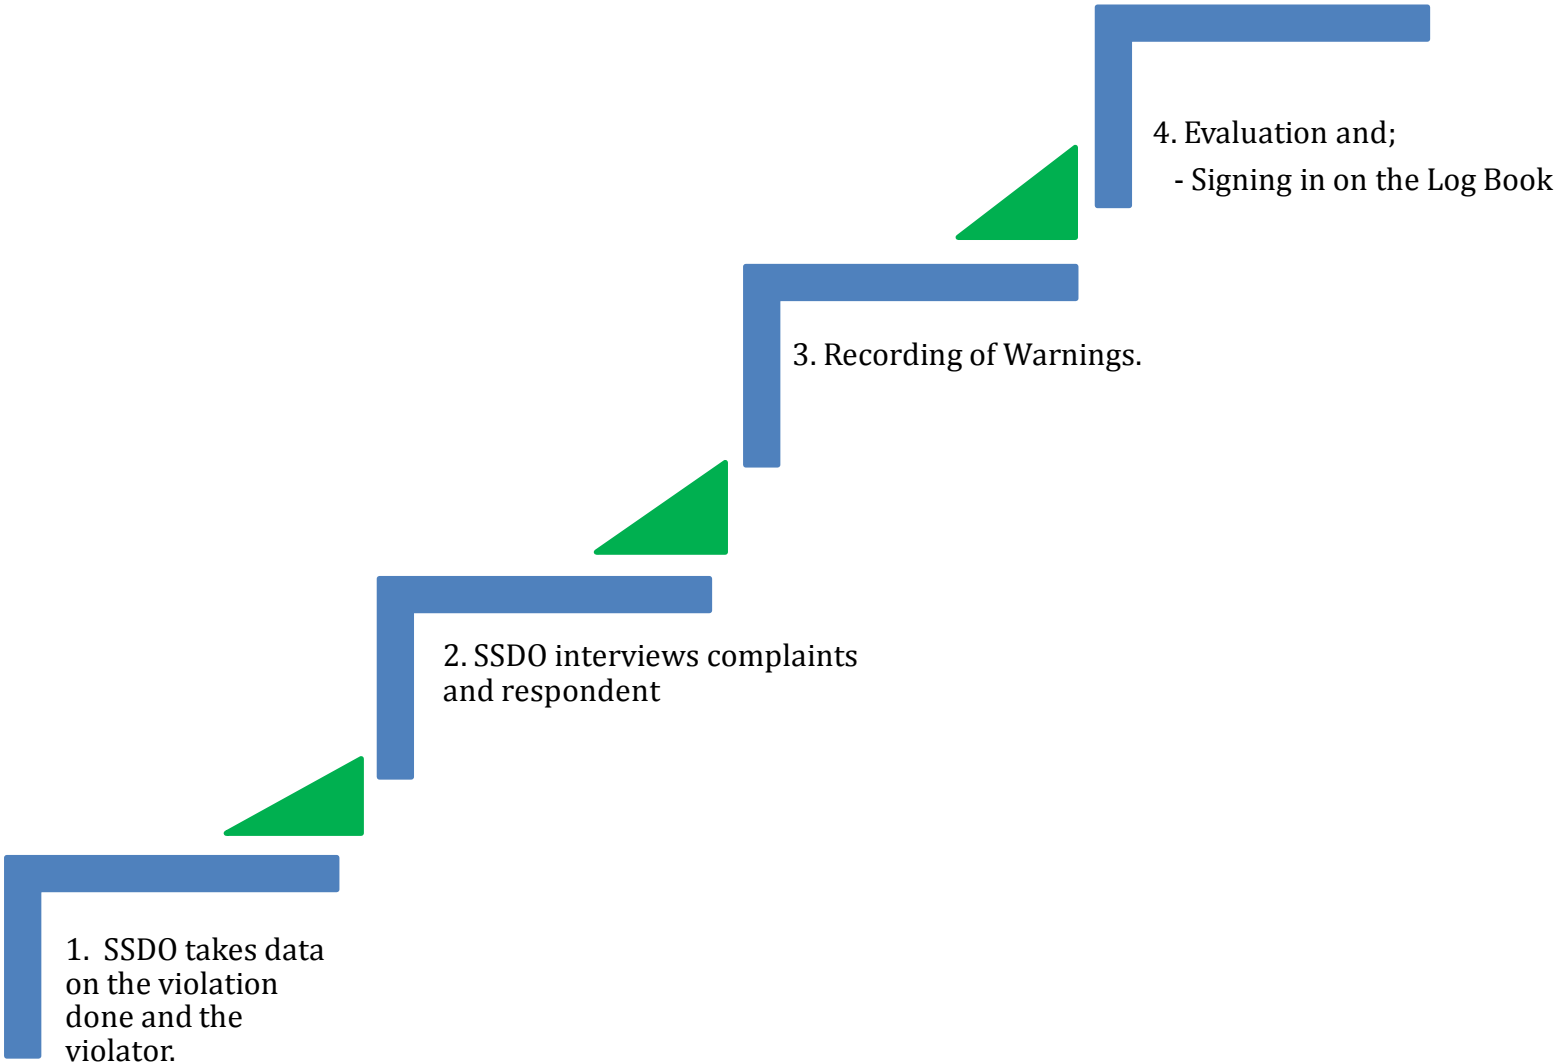 4. Evaluation and;
- Signing in on the Log Book
3. Recording of Warnings.
2. SSDO interviews complaints
and respondent
1.  SSDO takes data
on the violation
done and the
violator.